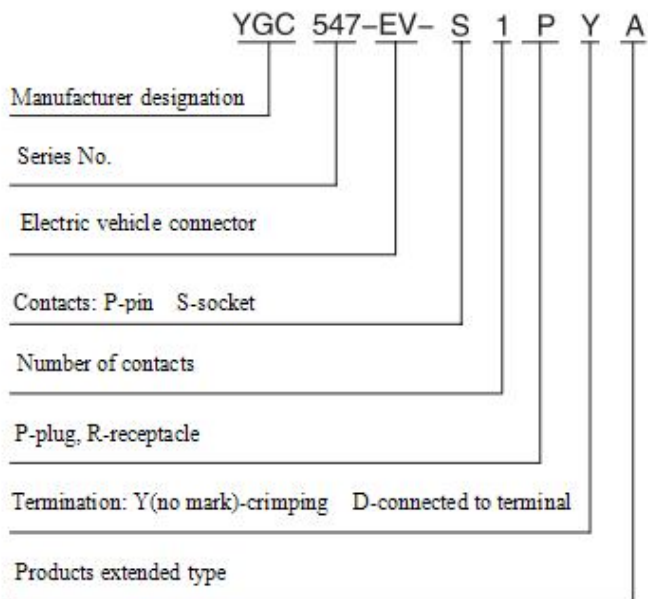 YGC 547-EV- S 1 P Y A
Manufacturer designation
Series No.
Electric vehicle connector
Contacts: P-pin S-socket
Number of contacts
P-plug, R-receptacle
Termination: Y(no mark)-crimping D-connected to terminal
Products extended type